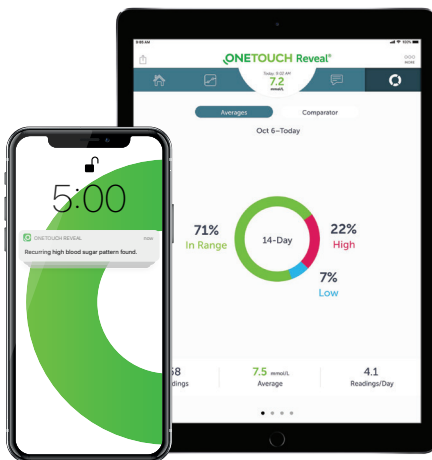 ONETOUCH Reveal®
MORE
Today, 9:02 AM
7.2
mmol/L
Averages
Comparator
Oct 6–Today
71%
In Range
14-Day
22%
High
7%
Low
dings
7.5 mmol/L
Average
4.1
Readings/Day
5:00
ONETOUCH REVEAL
now
Recurring high blood sugar pattern found.